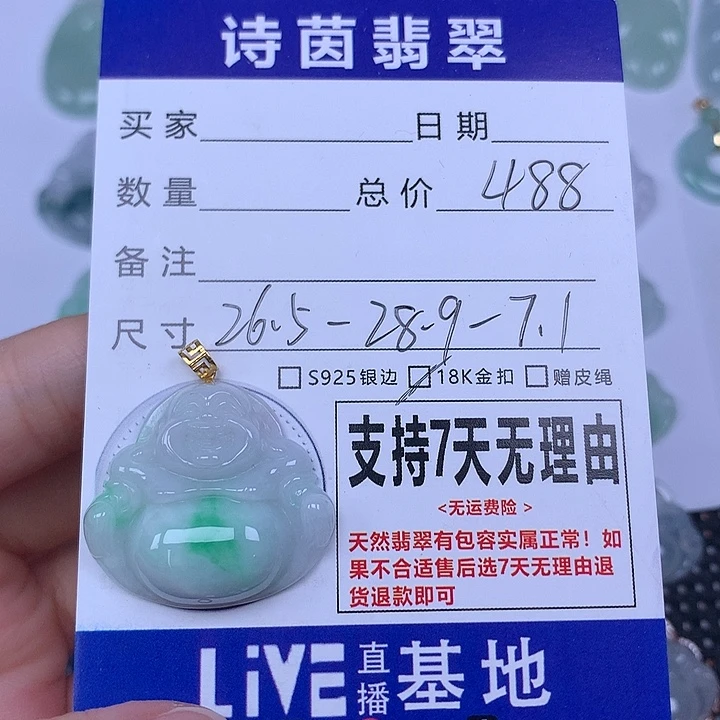 诗茵翡翠
买家 日期
数量 总价 488
备注
尺寸 26.5-28.9-7.1
S925银边 18K金扣 赠皮绳
支持7天无理由
<无运费险>
天然翡翠有包容实属正常！如
果不合适售后选7天无理由退
货退款即可
LiVE直播基地